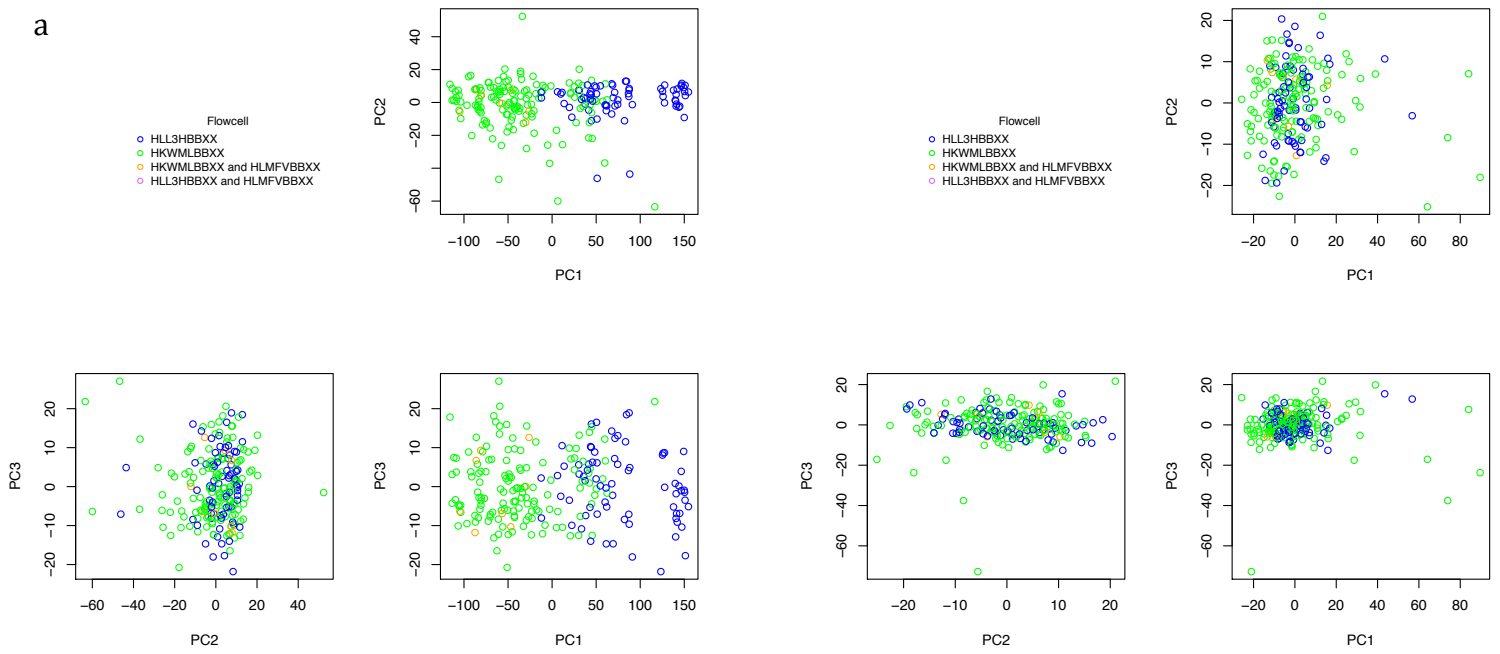 a
Flowcell
HLL3HBBXX
HKWMLBBXX
HKWMLBBXX and HLMFVBBXX
HLL3HBBXX and HLMFVBBXX
40
20
0
−20
−60
PC2
−100 −50 0 50 100 150
PC1
Flowcell
HLL3HBBXX
HKWMLBBXX
HKWMLBBXX and HLMFVBBXX
HLL3HBBXX and HLMFVBBXX
20
10
0
−10
−20
PC2
−20 0 20 40 60 80
PC1
20
10
0
−10
−20
PC3
−60 −40 −20 0 20 40
PC2
20
10
0
−10
−20
PC3
−100 −50 0 50 100 150
PC1
20
0
−20
−60
PC3
−20 −10 0 10 20
PC2
20
0
−20
−60
PC3
−20 0 20 40 60 80
PC1